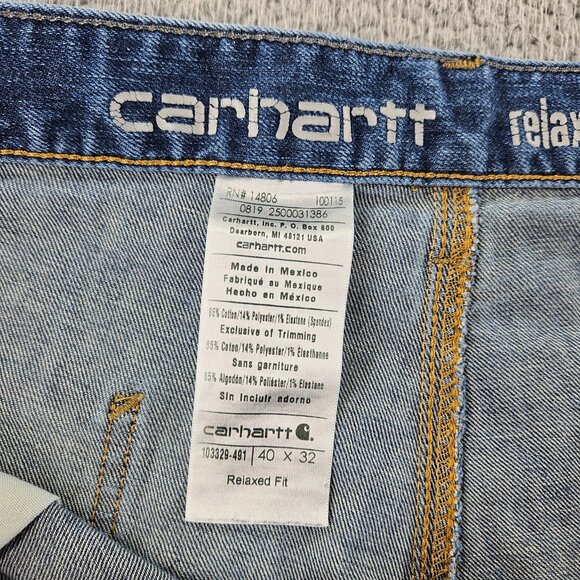 carhartt relax
RN# 14806 100115
0819 2500031386
Carhartt, Inc. P. O. Box 600
Dearborn, MI 48121 USA
carhartt.com
Made in Mexico
Fabriqué au Mexique
Hecho en México
85% Cotton/14% Polyester/1% Elastane (Spandex)
Exclusive of Trimming
85% Coton/14% Polyester/1% Élasthanne
Sans garniture
85% Algodón/14% Poliéster/1% Elastano
Sin incluir adorno
carhartt
103329-491 40 X 32
Relaxed Fit